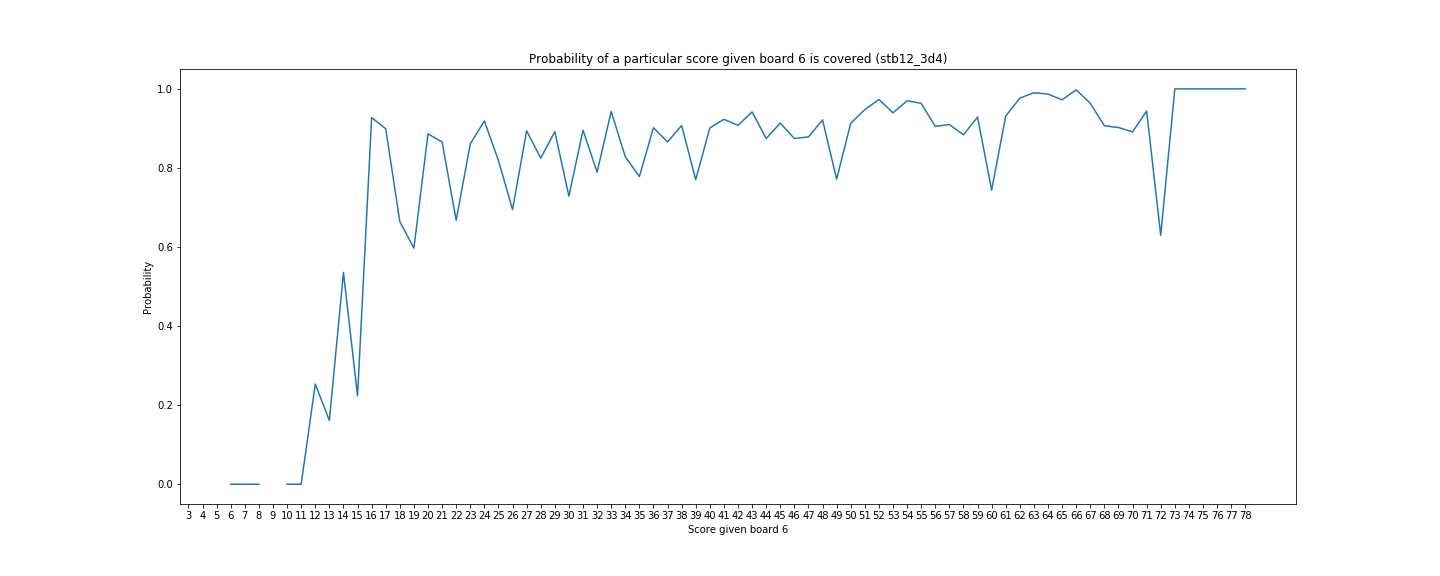 Probability of a particular score given board 6 is covered (stb12_3d4)
1.0
0.8
0.6
0.4
0.2
0.0
Probability
3 4 5 6 7 8 9 10 11 12 13 14 15 16 17 18 19 20 21 22 23 24 25 26 27 28 29 30 31 32 33 34 35 36 37 38 39 40 41 42 43 44 45 46 47 48 49 50 51 52 53 54 55 56 57 58 59 60 61 62 63 64 65 66 67 68 69 70 71 72 73 74 75 76 77 78
Score given board 6